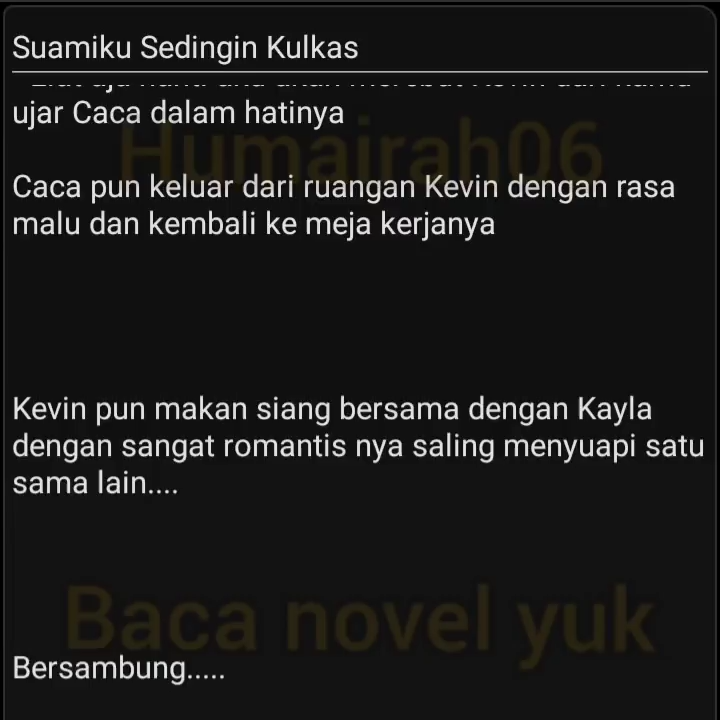 Suamiku Sedingin Kulkas
ujar Caca dalam hatinya
Humairah06
Caca pun keluar dari ruangan Kevin dengan rasa
malu dan kembali ke meja kerjanya
Kevin pun makan siang bersama dengan Kayla
dengan sangat romantis nya saling menyuapi satu
sama lain....
Baca novel yuk
Bersambung.....